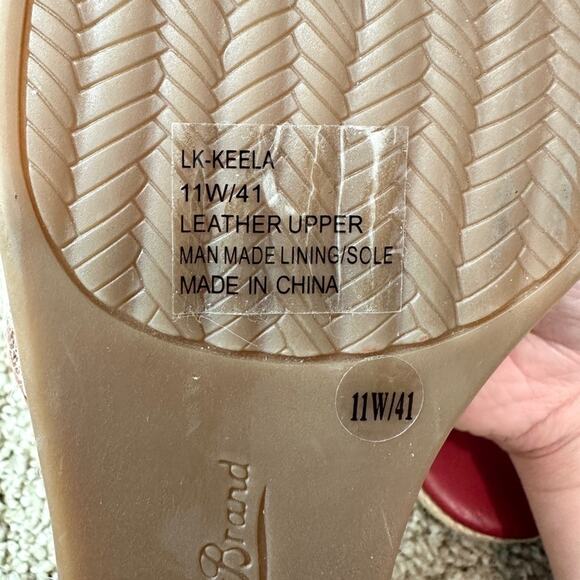 LK-KEELA
11W/41
LEATHER UPPER
MAN MADE LINING/SOLE
MADE IN CHINA
11W/41
Brand